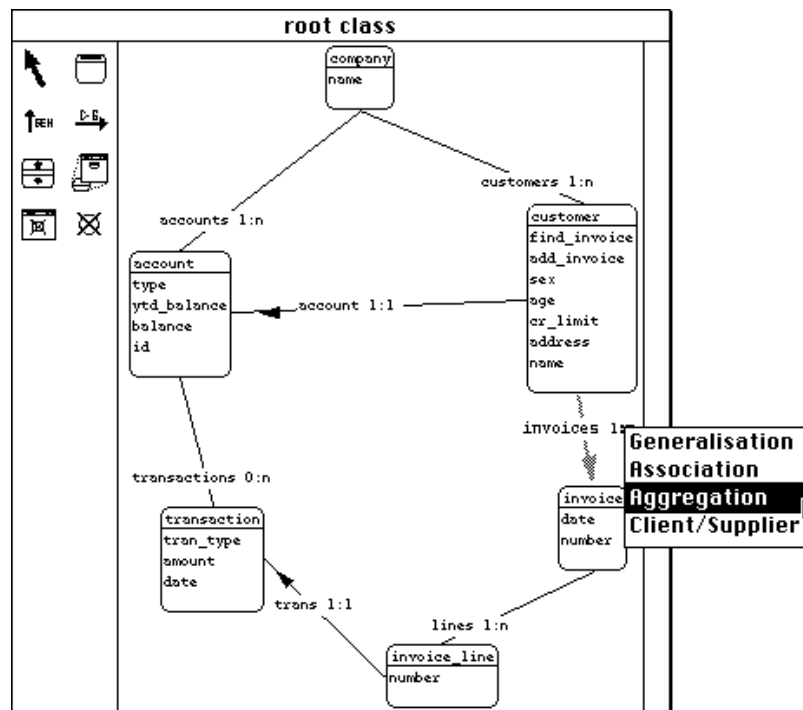 root class
GEN
C-S
company
name
customers 1:n
accounts 1:n
customer
find_invoice
add_invoice
sex
age
cr_limit
address
name
account
type
ytd_balance
balance
id
account 1:1
invoices 1:n
Generalisation
Association
Aggregation
Client/Supplier
invoice
date
number
transactions 0:n
transaction
tran_type
amount
date
trans 1:1
lines 1:n
invoice_line
number